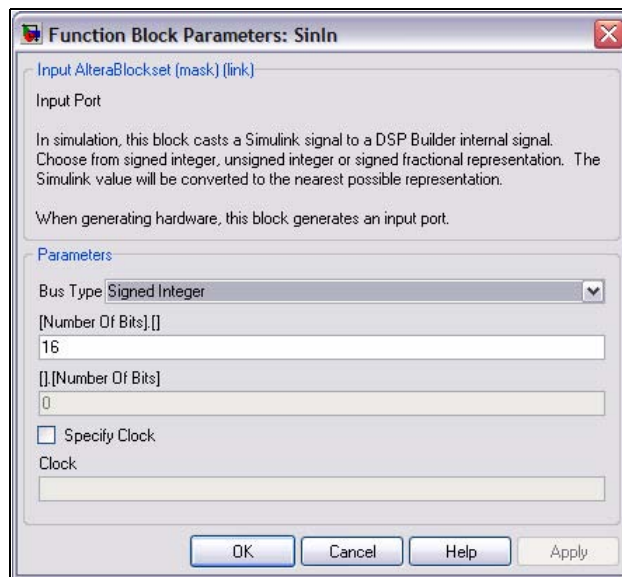 Function Block Parameters: SinIn
Input AlteraBlockset (mask) (link)
Input Port
In simulation, this block casts a Simulink signal to a DSP Builder internal signal.
Choose from signed integer, unsigned integer or signed fractional representation.  The
Simulink value will be converted to the nearest possible representation.
When generating hardware, this block generates an input port.
Parameters
Bus Type Signed Integer
[Number Of Bits].[]
16
[].[Number Of Bits]
0
Specify Clock
Clock
OK Cancel Help Apply